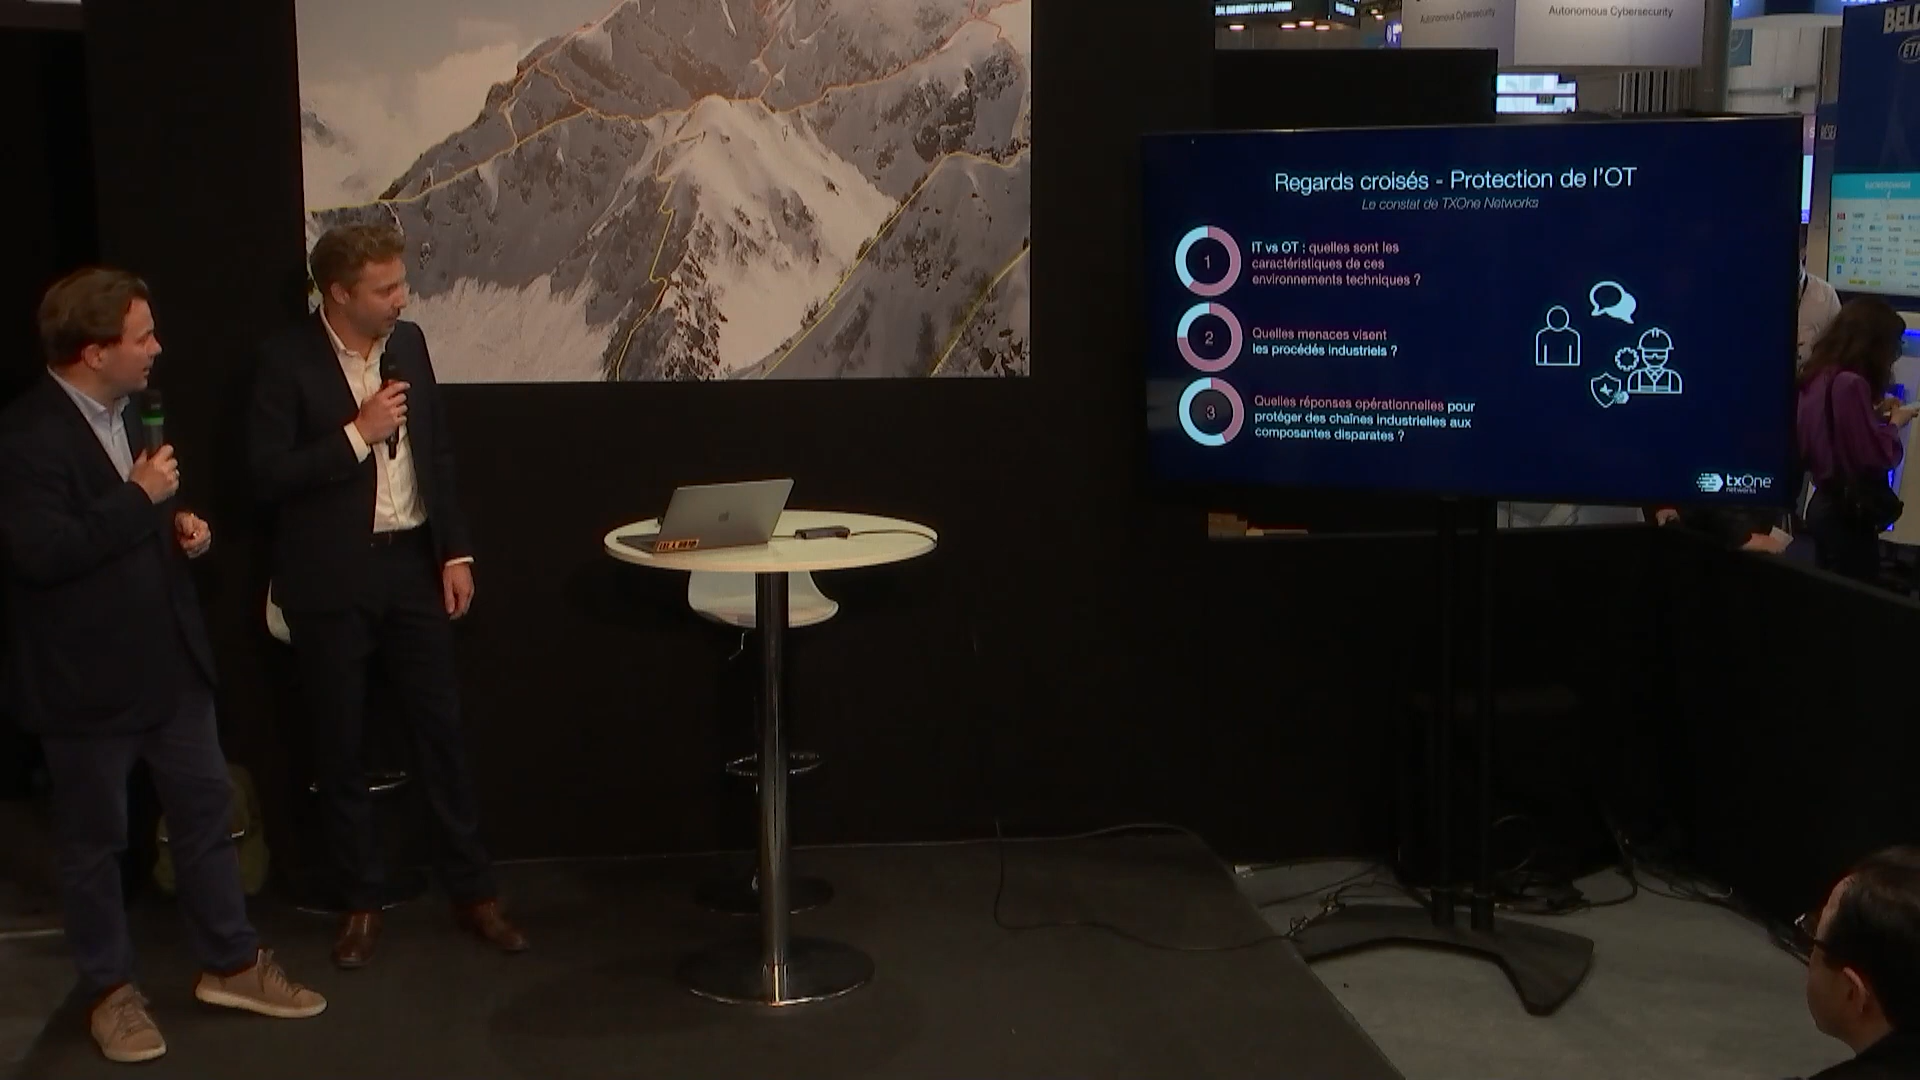 Autonomous Cybersecurity
Autonomous Cybersecurity
Regards croisés - Protection de l'OT
Le constat de TXOne Networks
1
IT vs OT : quelles sont les
caractéristiques de ces
environnements techniques ?
2
Quelles menaces visent
les procédés industriels ?
3
Quelles réponses opérationnelles pour
protéger des chaînes industrielles aux
composantes disparates ?
txOne
networks